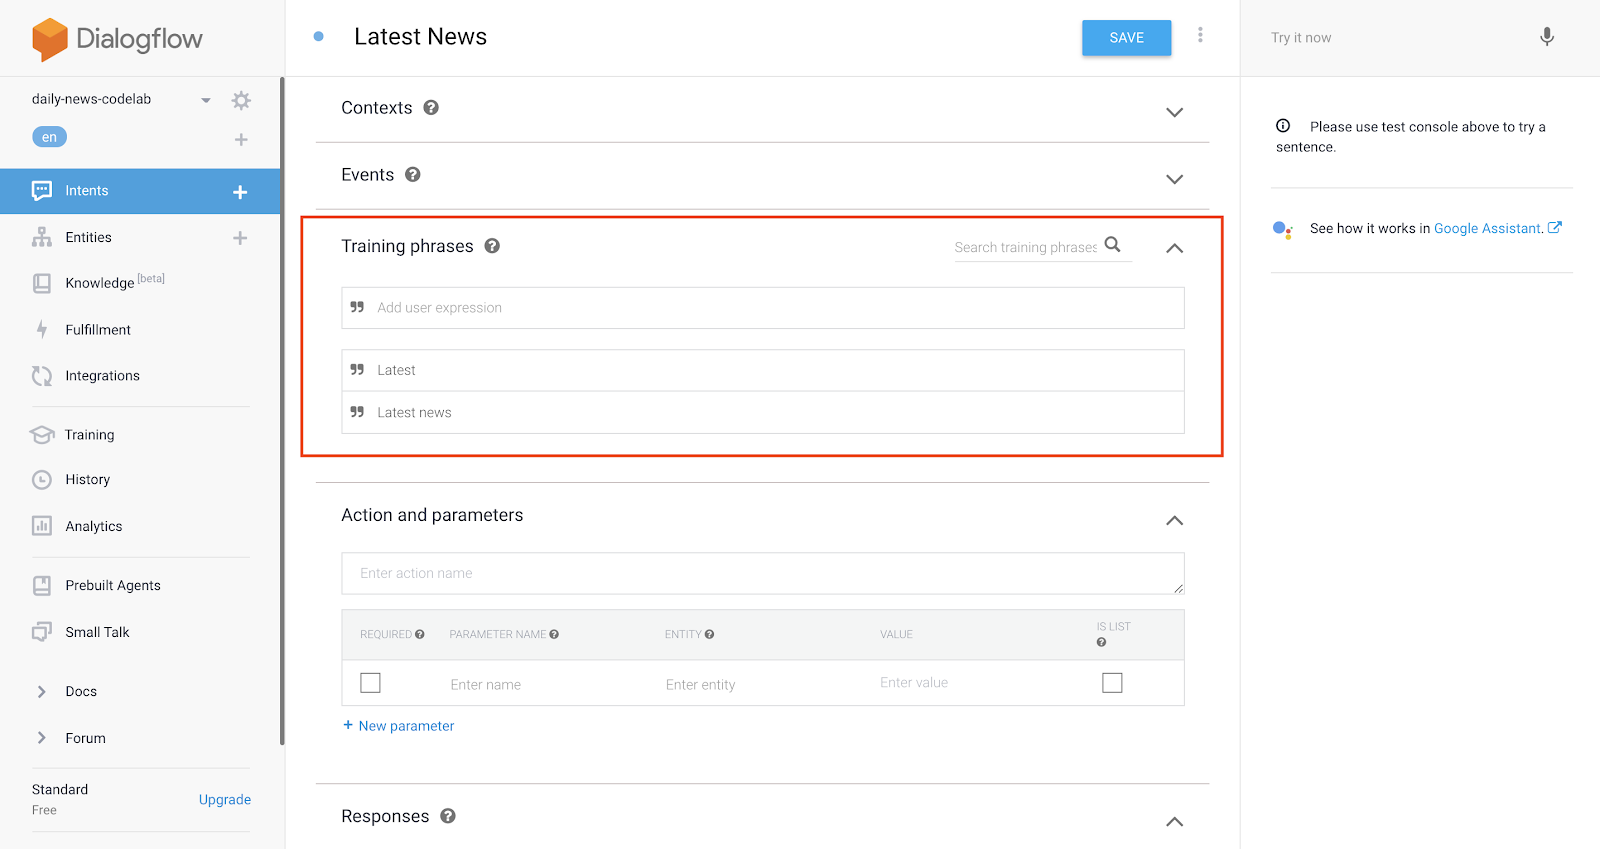 Dialogflow
daily-news-codelab
en
Intents
Entities
Knowledge [beta]
Fulfillment
Integrations
Training
History
Analytics
Prebuilt Agents
Small Talk
Docs
Forum
Standard
Free
Upgrade
Latest News
SAVE
Contexts
Events
Training phrases
Search training phrases
Add user expression
Latest
Latest news
Action and parameters
Enter action name
REQUIRED PARAMETER NAME ENTITY VALUE IS LIST
Enter name Enter entity Enter value
+ New parameter
Responses
Try it now
Please use test console above to try a
sentence.
See how it works in Google Assistant.